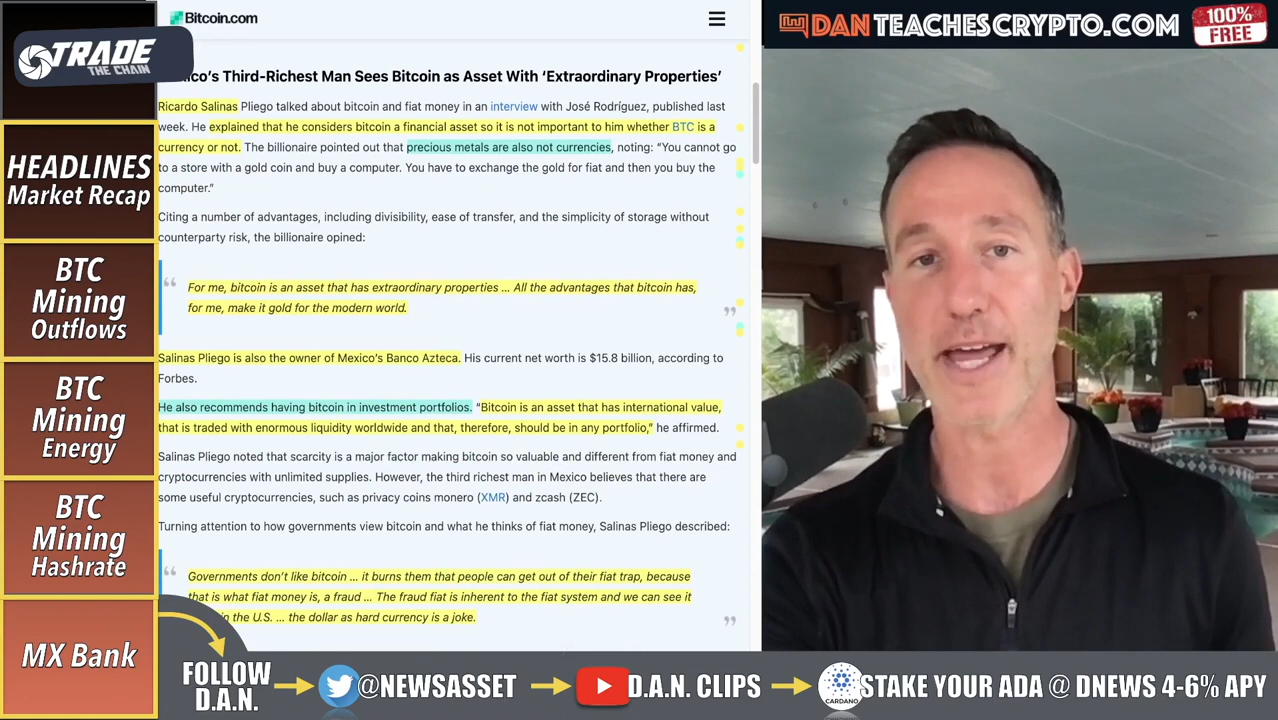 TRADE
THE CHAIN
HEADLINES
Market Recap
BTC
Mining
Outflows
BTC
Mining
Energy
BTC
Mining
Hashrate
MX Bank
Bitcoin.com
ico’s Third-Richest Man Sees Bitcoin as Asset With ‘Extraordinary Properties’
Ricardo Salinas Pliego talked about bitcoin and fiat money in an interview with José Rodríguez, published last
week. He explained that he considers bitcoin a financial asset so it is not important to him whether BTC is a
currency or not. The billionaire pointed out that precious metals are also not currencies, noting: “You cannot go
to a store with a gold coin and buy a computer. You have to exchange the gold for fiat and then you buy the
computer.”
Citing a number of advantages, including divisibility, ease of transfer, and the simplicity of storage without
counterparty risk, the billionaire opined:
“ For me, bitcoin is an asset that has extraordinary properties … All the advantages that bitcoin has,
for me, make it gold for the modern world. ”
Salinas Pliego is also the owner of Mexico’s Banco Azteca. His current net worth is $15.8 billion, according to
Forbes.
He also recommends having bitcoin in investment portfolios. “Bitcoin is an asset that has international value,
that is traded with enormous liquidity worldwide and that, therefore, should be in any portfolio,” he affirmed.
Salinas Pliego noted that scarcity is a major factor making bitcoin so valuable and different from fiat money and
cryptocurrencies with unlimited supplies. However, the third richest man in Mexico believes that there are
some useful cryptocurrencies, such as privacy coins monero (XMR) and zcash (ZEC).
Turning attention to how governments view bitcoin and what he thinks of fiat money, Salinas Pliego described:
“ Governments don’t like bitcoin … it burns them that people can get out of their fiat trap, because
that is what fiat money is, a fraud … The fraud fiat is inherent to the fiat system and we can see it
in the U.S. … the dollar as hard currency is a joke. ”
DANTEACHESCRYPTO.COM
100%
FREE
FOLLOW
D.A.N.
@NEWSASSET
D.A.N. CLIPS
CARDANO
STAKE YOUR ADA @ DNEWS 4-6% APY